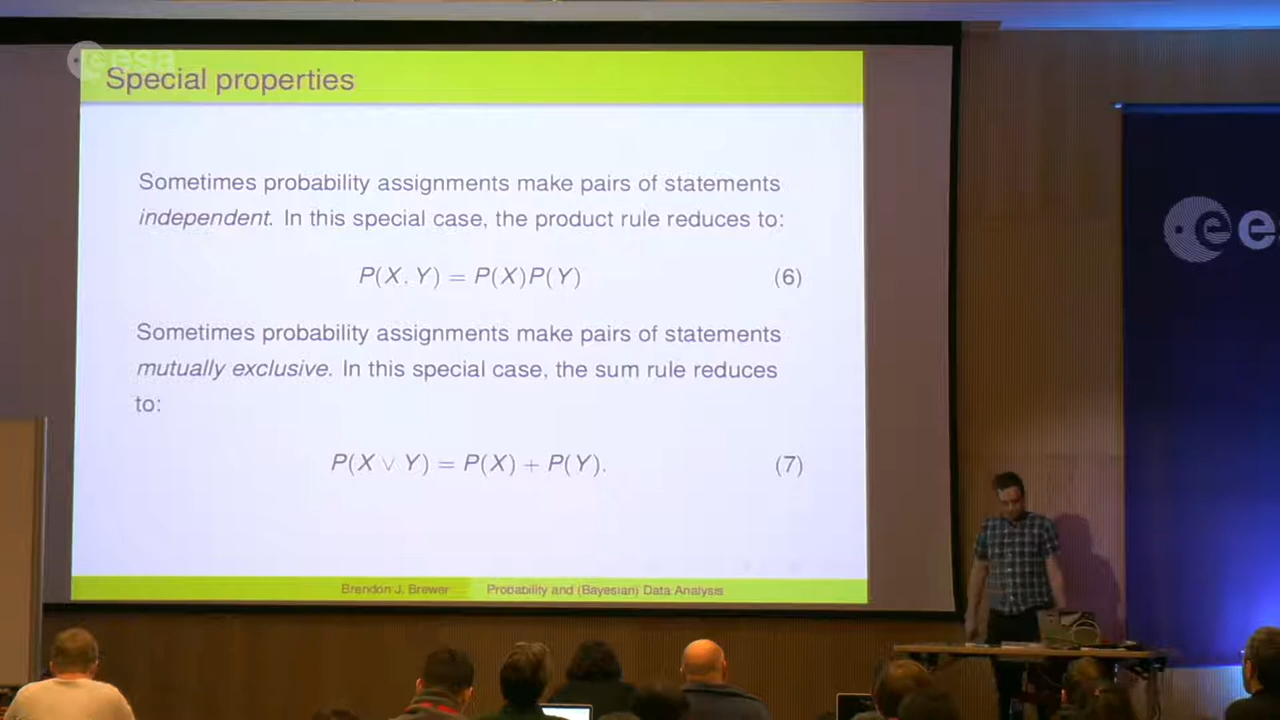 esa
Special properties
Sometimes probability assignments make pairs of statements
independent. In this special case, the product rule reduces to:
P(X, Y) = P(X)P(Y) (6)
Sometimes probability assignments make pairs of statements
mutually exclusive. In this special case, the sum rule reduces
to:
P(X ∨ Y) = P(X) + P(Y). (7)
Brendon J. Brewer Probability and (Bayesian) Data Analysis
e